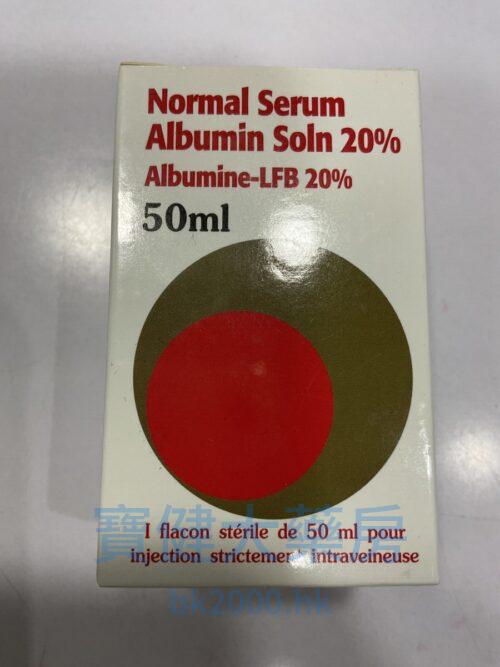 Normal Serum
Albumin Soln 20%
Albumine-LFB 20%
50ml
1 flacon stérile de 50 ml pour
injection strictement intraveineuse
寶健大藥房
bk2000.hk